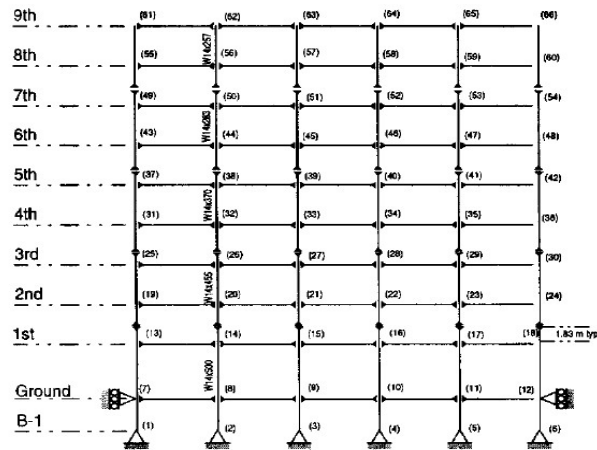 9th (61) (62) (63) (64) (65) (66)
W14x257
8th (55) (56) (57) (58) (59) (60)
7th (49) (50) (51) (52) (53) (54)
W14x283
6th (43) (44) (45) (46) (47) (48)
5th (37) (38) (39) (40) (41) (42)
W14x370
4th (31) (32) (33) (34) (35) (36)
3rd (25) (26) (27) (28) (29) (30)
W14x455
2nd (19) (20) (21) (22) (23) (24)
1st (13) (14) (15) (16) (17) (18) 1.83 m typ
W14x500
Ground (7) (8) (9) (10) (11) (12)
B-1 (1) (2) (3) (4) (5) (6)